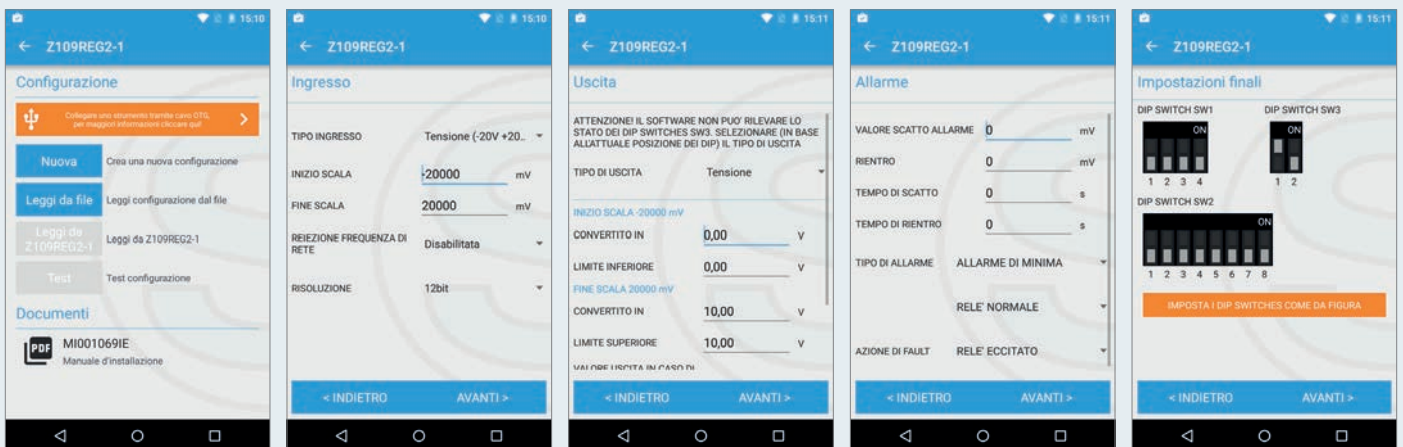 15:10
← Z109REG2-1
Configurazione
Collegare uno strumento tramite cavo OTG,
per maggiori informazioni cliccare qui!
Nuova
Crea una nuova configurazione
Leggi da file
Leggi configurazione dal file
Leggi da
Z109REG2-1
Leggi da Z109REG2-1
Test
Test configurazione
Documenti
PDF
MI001069IE
Manuale d'installazione
15:10
← Z109REG2-1
Ingresso
TIPO INGRESSO Tensione (-20V +20..
INIZIO SCALA -20000 mV
FINE SCALA 20000 mV
REIEZIONE FREQUENZA DI
RETE
Disabilitata
RISOLUZIONE 12bit
< INDIETRO AVANTI >
15:11
← Z109REG2-1
Uscita
ATTENZIONE! IL SOFTWARE NON PUO' RILEVARE LO
STATO DEI DIP SWITCHES SW3. SELEZIONARE (IN BASE
ALL'ATTUALE POSIZIONE DEI DIP) IL TIPO DI USCITA
TIPO DI USCITA Tensione
INIZIO SCALA -20000 mV
CONVERTITO IN 0,00 V
LIMITE INFERIORE 0,00 V
FINE SCALA 20000 mV
CONVERTITO IN 10,00 V
LIMITE SUPERIORE 10,00 V
VALORE USCITA IN CASO DI
< INDIETRO AVANTI >
15:11
← Z109REG2-1
Allarme
VALORE SCATTO ALLARME 0 mV
RIENTRO 0 mV
TEMPO DI SCATTO 0 s
TEMPO DI RIENTRO 0 s
TIPO DI ALLARME ALLARME DI MINIMA
RELE' NORMALE
AZIONE DI FAULT RELE' ECCITATO
< INDIETRO AVANTI >
15:11
← Z109REG2-1
Impostazioni finali
DIP SWITCH SW1 DIP SWITCH SW3
ON ON
1 2 3 4 1 2
DIP SWITCH SW2
ON
1 2 3 4 5 6 7 8
IMPOSTA I DIP SWITCHES COME DA FIGURA